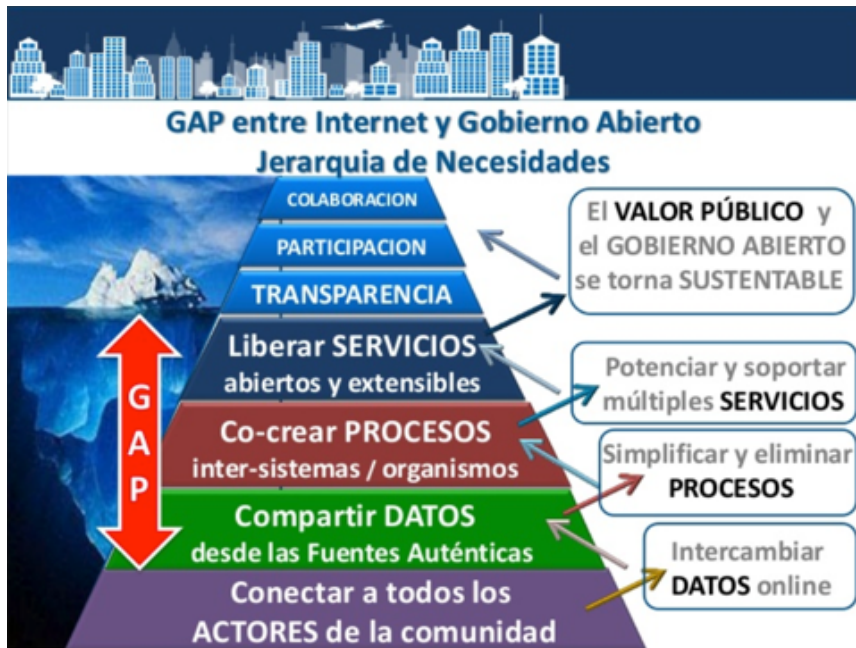 GAP entre Internet y Gobierno Abierto
Jerarquia de Necesidades
COLABORACION
PARTICIPACION
TRANSPARENCIA
Liberar SERVICIOS
abiertos y extensibles
Co-crear PROCESOS
inter-sistemas / organismos
Compartir DATOS
desde las Fuentes Auténticas
Conectar a todos los
ACTORES de la comunidad
G
A
P
El VALOR PÚBLICO y
el GOBIERNO ABIERTO
se torna SUSTENTABLE
Potenciar y soportar
múltiples SERVICIOS
Simplificar y eliminar
PROCESOS
Intercambiar
DATOS online